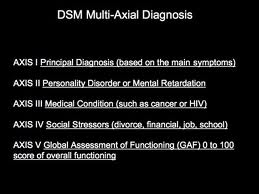 DSM Multi-Axial Diagnosis
AXIS I Principal Diagnosis (based on the main symptoms)
AXIS II Personality Disorder or Mental Retardation
AXIS III Medical Condition (such as cancer or HIV)
AXIS IV Social Stressors (divorce, financial, job, school)
AXIS V Global Assessment of Functioning (GAF) 0 to 100
score of overall functioning